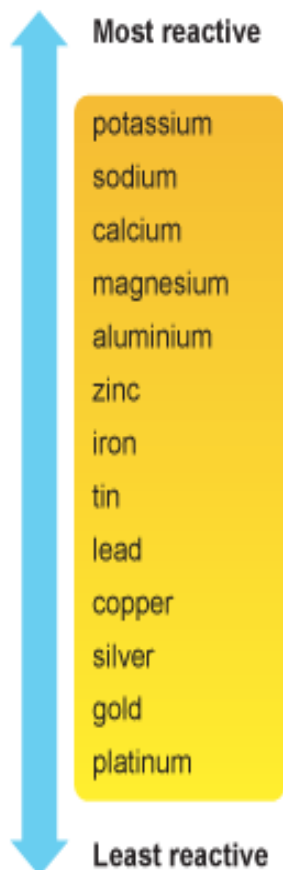 Most reactive
potassium
sodium
calcium
magnesium
aluminium
zinc
iron
tin
lead
copper
silver
gold
platinum
Least reactive